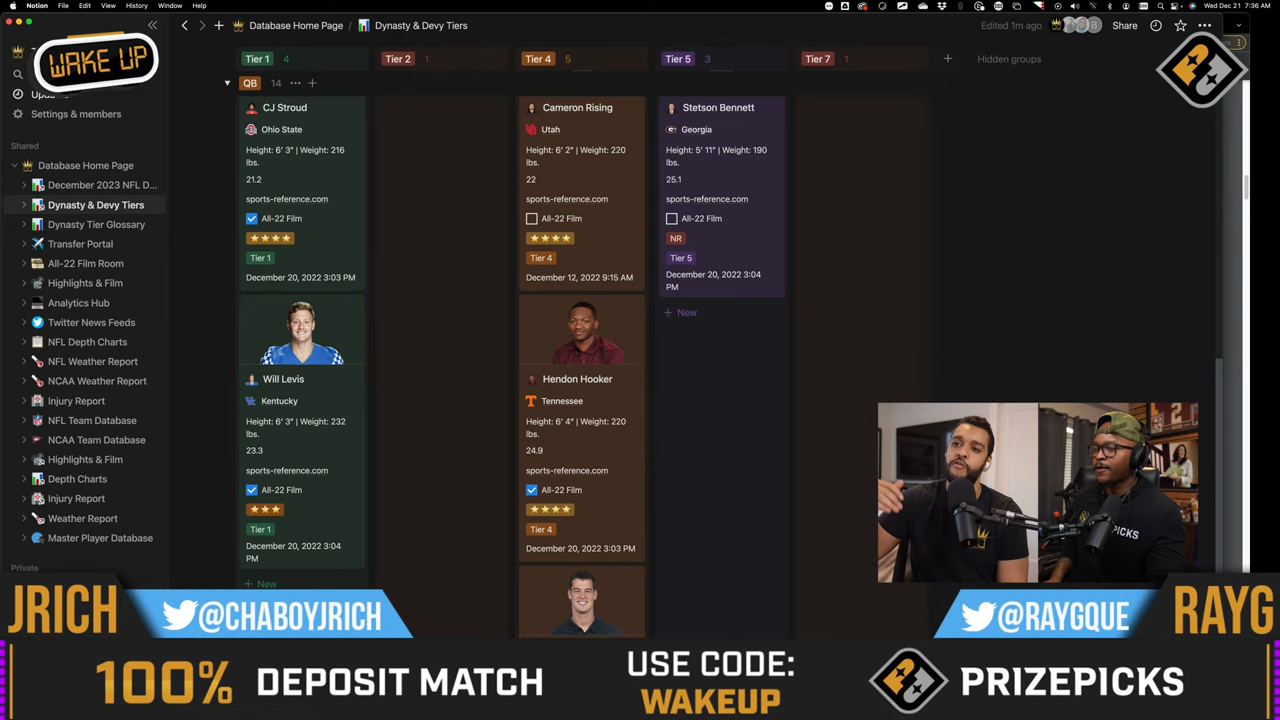 Notion File Edit View History Window Help
Wed Dec 21 7:36 AM
Database Home Page / Dynasty & Devy Tiers
Edited 1m ago
B
Share
WAKE UP
Settings & members
Shared
Database Home Page
December 2023 NFL D...
Dynasty & Devy Tiers
Dynasty Tier Glossary
Transfer Portal
All-22 Film Room
Highlights & Film
Analytics Hub
Twitter News Feeds
NFL Depth Charts
NFL Weather Report
NCAA Weather Report
Injury Report
NFL Team Database
NCAA Team Database
Highlights & Film
Depth Charts
Injury Report
Weather Report
Master Player Database
Private
Tier 1 4
Tier 2 1
Tier 4 5
Tier 5 3
Tier 7 1
Hidden groups
QB 14
CJ Stroud
Ohio State
Height: 6' 3" | Weight: 216
lbs.
21.2
sports-reference.com
All-22 Film
Tier 1
December 20, 2022 3:03 PM
Will Levis
Kentucky
Height: 6' 3" | Weight: 232
lbs.
23.3
sports-reference.com
All-22 Film
Tier 1
December 20, 2022 3:04
PM
+ New
Cameron Rising
Utah
Height: 6' 2" | Weight: 220
lbs.
22
sports-reference.com
All-22 Film
Tier 4
December 12, 2022 9:15 AM
Hendon Hooker
Tennessee
Height: 6' 4" | Weight: 220
lbs.
24.9
sports-reference.com
All-22 Film
Tier 4
December 20, 2022 3:03 PM
Stetson Bennett
Georgia
Height: 5' 11" | Weight: 190
lbs.
25.1
sports-reference.com
All-22 Film
NR
Tier 5
December 20, 2022 3:04
PM
+ New
JRICH
@CHABOYJRICH
@RAYGQUE
RAYG
100% DEPOSIT MATCH
USE CODE:
WAKEUP
PRIZEPICKS